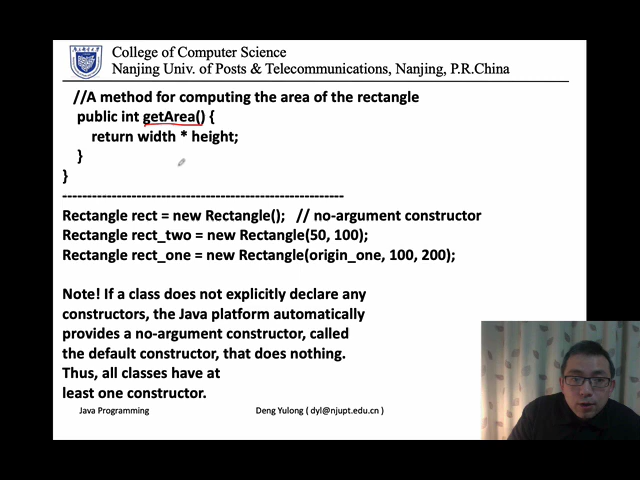 College of Computer Science
Nanjing Univ. of Posts & Telecommunications, Nanjing, P.R.China
//A method for computing the area of the rectangle
public int getArea() {
return width * height;
}
}
----------------------------------------------------------
Rectangle rect = new Rectangle();   // no-argument constructor
Rectangle rect_two = new Rectangle(50, 100);
Rectangle rect_one = new Rectangle(origin_one, 100, 200);
Note! If a class does not explicitly declare any
constructors, the Java platform automatically
provides a no-argument constructor, called
the default constructor, that does nothing.
Thus, all classes have at
least one constructor.
Java Programming
Deng Yulong ( dyl@njupt.edu.cn )